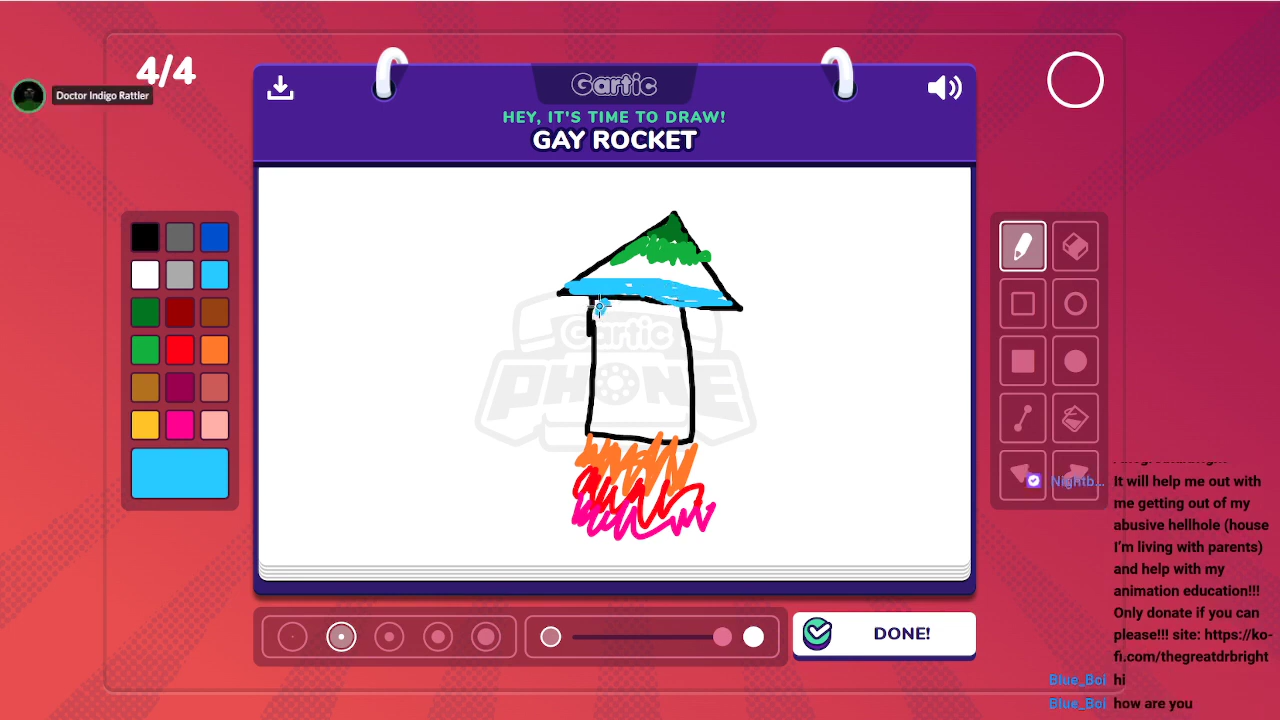 4/4
Doctor Indigo Rattler
Gartic
HEY, IT'S TIME TO DRAW!
GAY ROCKET
Gartic
PHONE
DONE!
Nightb... It will help me out with
me getting out of my
abusive hellhole (house
I'm living with parents)
and help with my
animation education!!!
Only donate if you can
please!!! site: https://ko-
fi.com/thegreatdrbright
Blue_Boi hi
Blue_Boi how are you